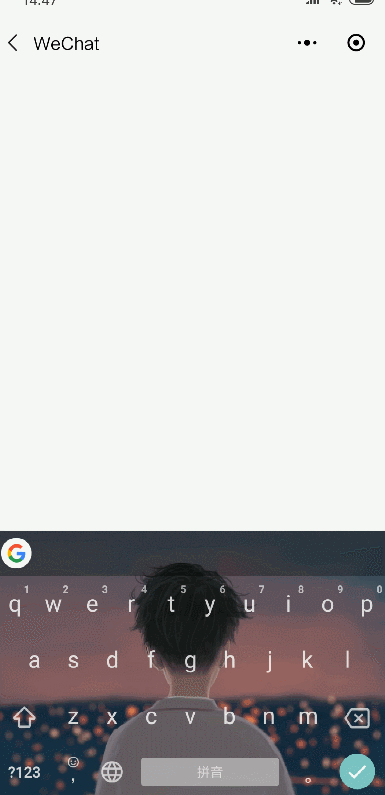 14:47
WeChat
1 2 3 4 5 6 7 8 9 0
q w e r t y u i o p
a s d f g h j k l
z x c v b n m
?123 , 拼音 。